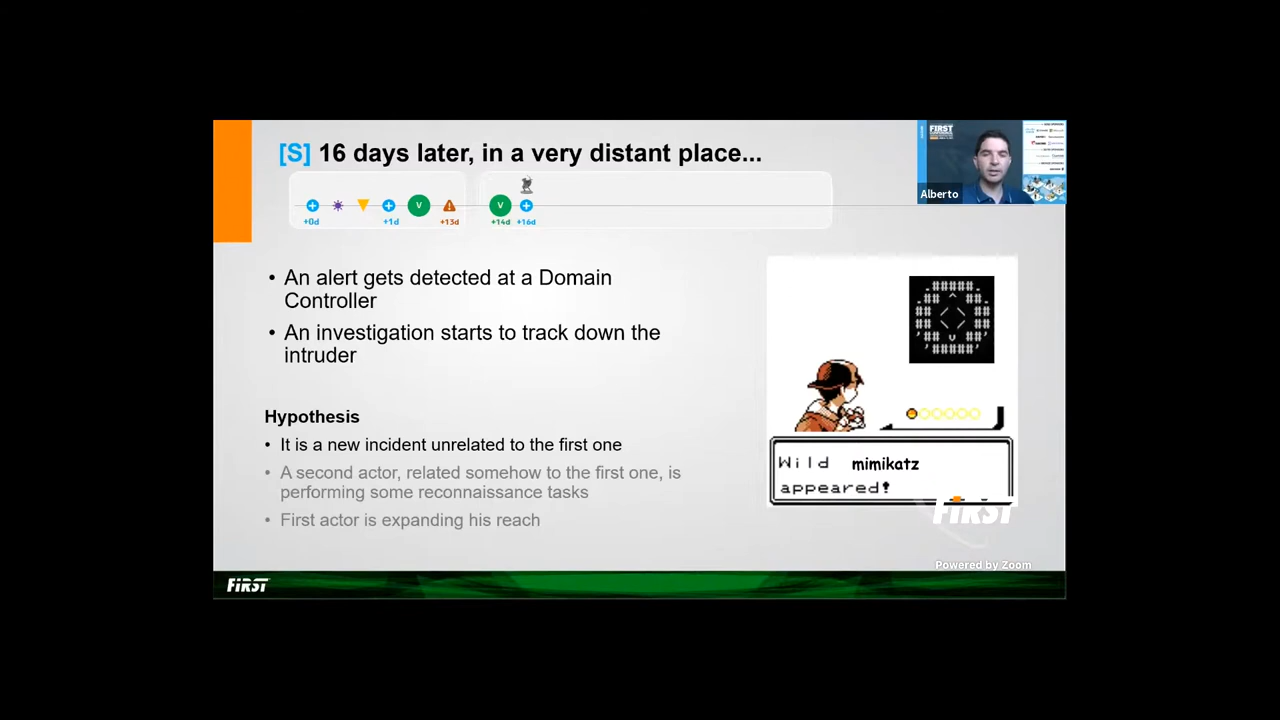 [S] 16 days later, in a very distant place...
V
V
+0d
+1d
+13d
+14d
+16d
FIRST
Alberto
• An alert gets detected at a Domain
Controller
• An investigation starts to track down the
intruder
Hypothesis
• It is a new incident unrelated to the first one
• A second actor, related somehow to the first one, is
performing some reconnaissance tasks
• First actor is expanding his reach
Wild mimikatz
appeared!
FIRST
Powered by Zoom
FIRST